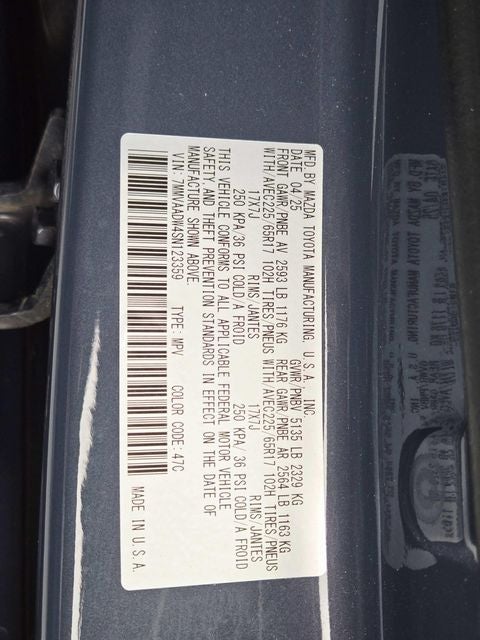 MFD. BY MAZDA TOYOTA MANUFACTURING, U.S.A., INC.
DATE: 04/25 GVWR/PNBV 5135 LB 2329 KG
FRONT GAWR/PNBE AV 2593 LB 1176 KG REAR GAWR/PNBE AR 2564 LB 1163 KG
WITH/AVEC225/65R17 102H TIRES/PNEUS WITH/AVEC225/65R17 102H TIRES/PNEUS
17X7J RIMS/JANTES 17X7J RIMS/JANTES
250 KPA/36 PSI COLD/A FROID 250 KPA/36 PSI COLD/A FROID
THIS VEHICLE CONFORMS TO ALL APPLICABLE FEDERAL MOTOR VEHICLE
SAFETY, AND THEFT PREVENTION STANDARDS IN EFFECT ON THE DATE OF
MANUFACTURE SHOWN ABOVE.
VIN: 7MMVAADW4SN123359 TYPE: MPV COLOR CODE: 47C
MADE IN U.S.A.